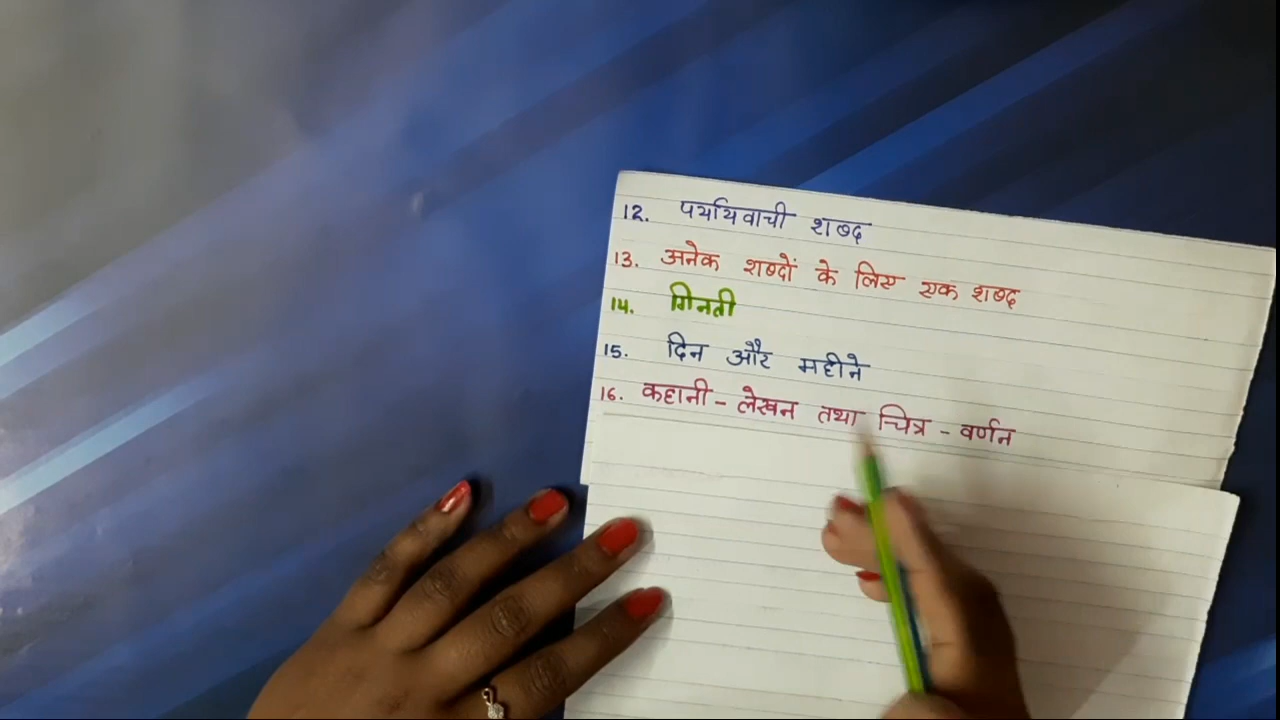 12. पर्यायवाची शब्द
13. अनेक शब्दों के लिए एक शब्द
14. गिनती
15. दिन और महीने
16. कहानी - लेखन तथा चित्र - वर्णन